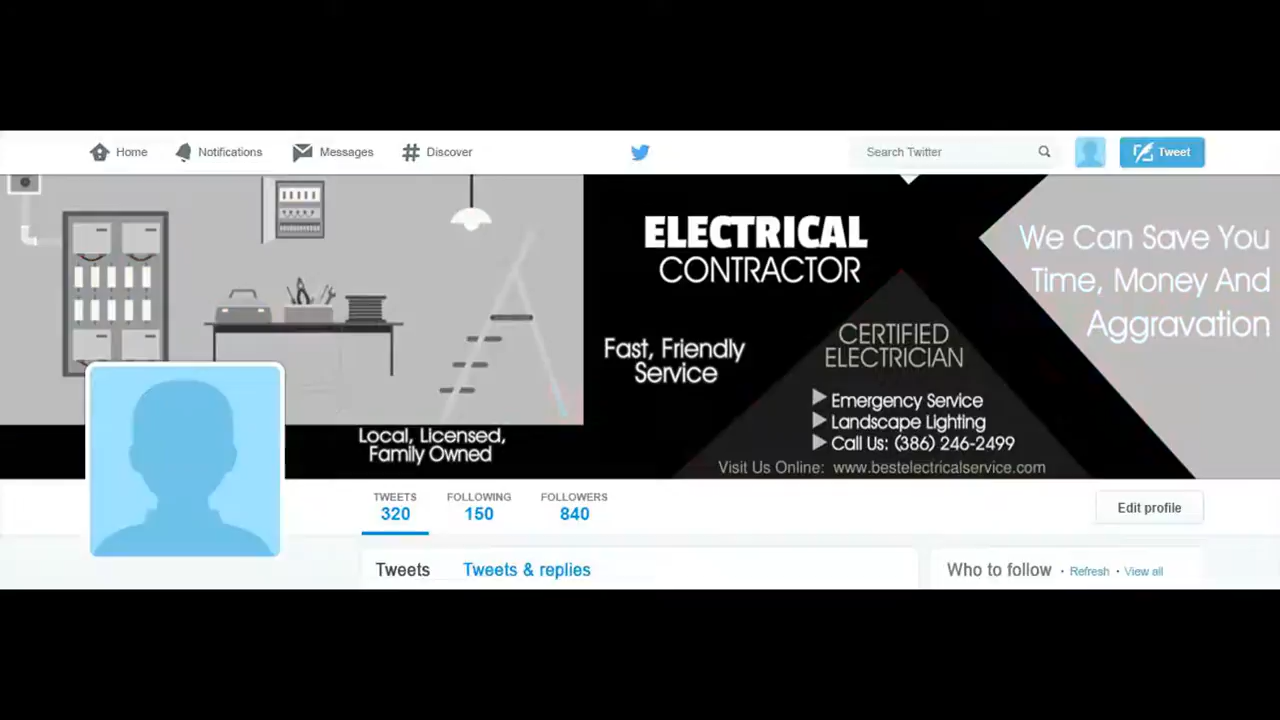 Home Notifications Messages Discover Search Twitter Tweet
ELECTRICAL
CONTRACTOR
We Can Save You
Time, Money And
Aggravation
Fast, Friendly
Service
CERTIFIED
ELECTRICIAN
Emergency Service
Landscape Lighting
Call Us: (386) 246-2499
Local, Licensed,
Family Owned
Visit Us Online: www.bestelectricalservice.com
TWEETS FOLLOWING FOLLOWERS
320 150 840
Edit profile
Tweets Tweets & replies
Who to follow · Refresh · View all